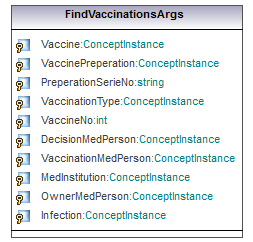 FindVaccinationsArgs
Vaccine:ConceptInstance
VaccinePreperation:ConceptInstance
PreperationSerieNo:string
VaccinationType:ConceptInstance
VaccineNo:int
DecisionMedPerson:ConceptInstance
VaccinationMedPerson:ConceptInstance
MedInstitution:ConceptInstance
OwnerMedPerson:ConceptInstance
Infection:ConceptInstance